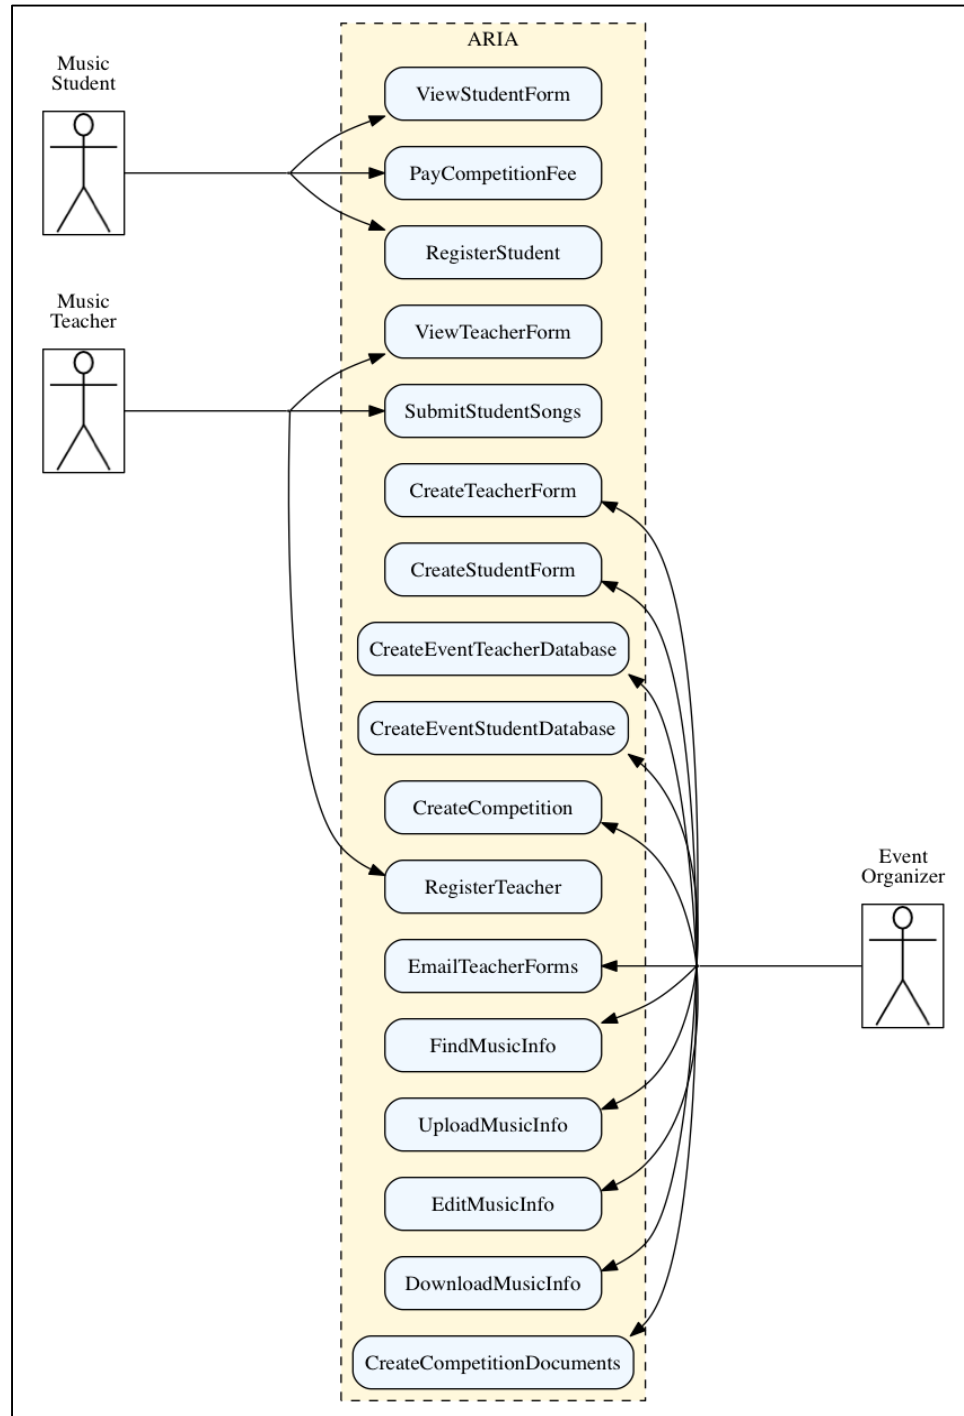 ARIA
Music
Student
ViewStudentForm
PayCompetitionFee
RegisterStudent
Music
Teacher
ViewTeacherForm
SubmitStudentSongs
CreateTeacherForm
CreateStudentForm
CreateEventTeacherDatabase
CreateEventStudentDatabase
CreateCompetition
Event
Organizer
RegisterTeacher
EmailTeacherForms
FindMusicInfo
UploadMusicInfo
EditMusicInfo
DownloadMusicInfo
CreateCompetitionDocuments